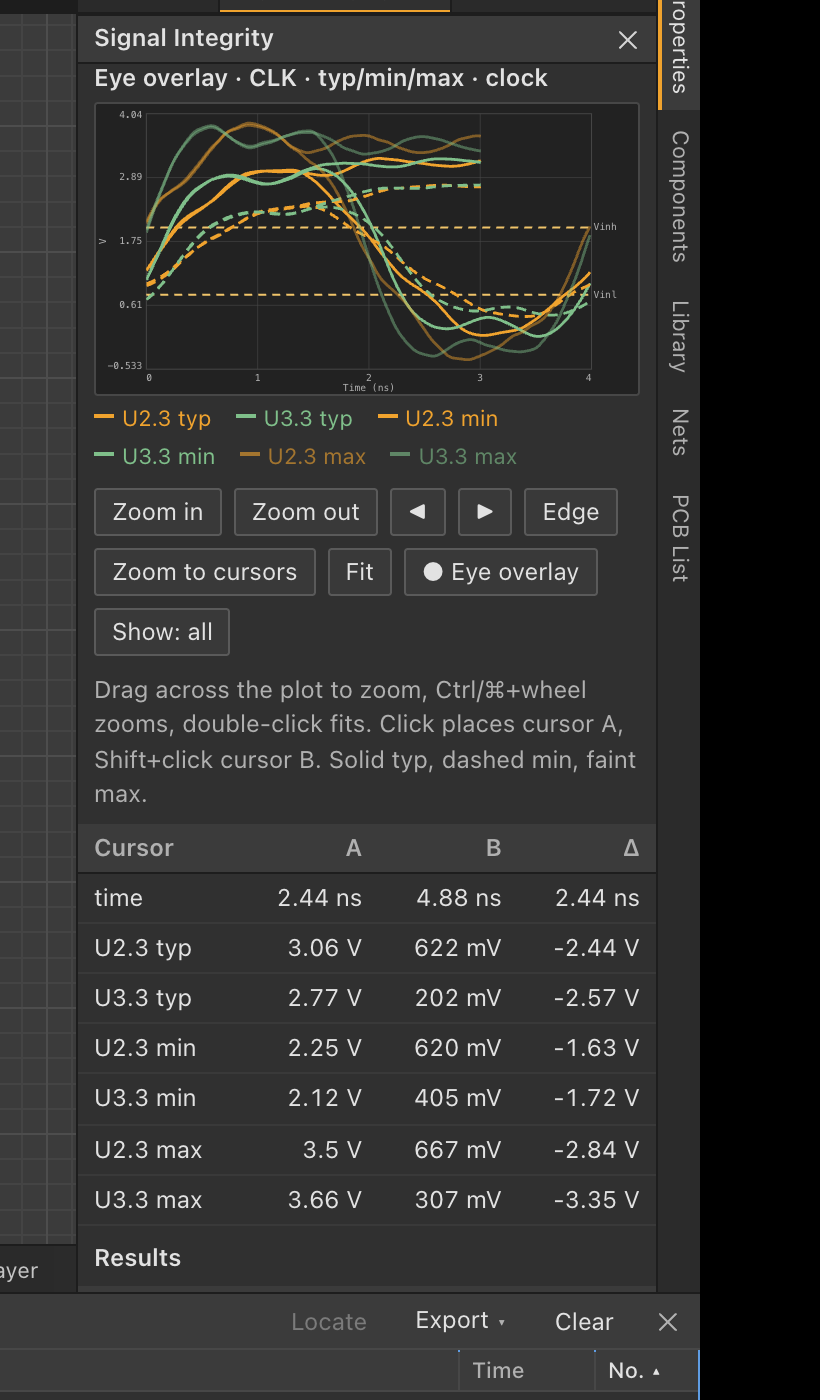 Signal Integrity
Eye overlay · CLK · typ/min/max · clock
4.04
2.89
1.75
0.61
−0.533
V
Vinh
Vinl
0 1 2 3 4
Time (ns)
U2.3 typ U3.3 typ U2.3 min
U3.3 min U2.3 max U3.3 max
Zoom in Zoom out ◀ ▶ Edge
Zoom to cursors Fit ● Eye overlay
Show: all
Drag across the plot to zoom, Ctrl/⌘+wheel
zooms, double-click fits. Click places cursor A,
Shift+click cursor B. Solid typ, dashed min, faint
max.
Cursor A B Δ
time 2.44 ns 4.88 ns 2.44 ns
U2.3 typ 3.06 V 622 mV -2.44 V
U3.3 typ 2.77 V 202 mV -2.57 V
U2.3 min 2.25 V 620 mV -1.63 V
U3.3 min 2.12 V 405 mV -1.72 V
U2.3 max 3.5 V 667 mV -2.84 V
U3.3 max 3.66 V 307 mV -3.35 V
Results
ayer
Locate Export ▾ Clear
Time No. ▴
roperties
Components
Library
Nets
PCB List